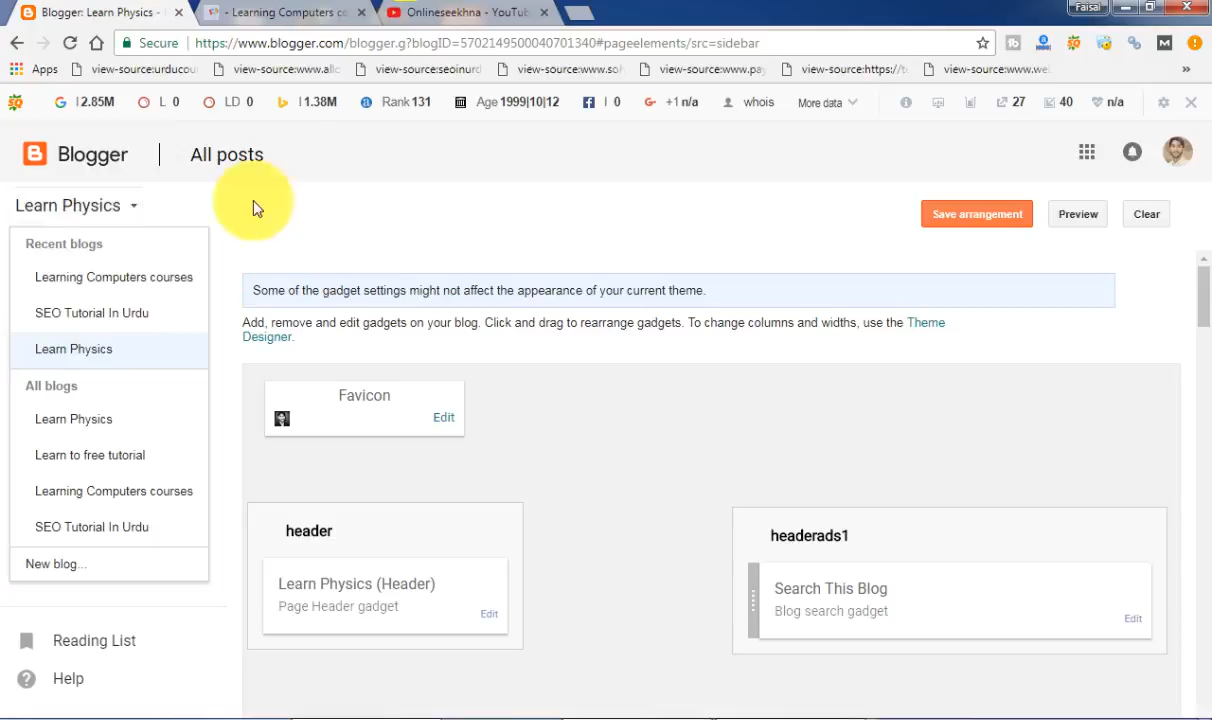 Blogger: Learn Physics -
- Learning Computers co
Onlineseekhna - YouTu
Faisal
Secure
https://www.blogger.com/blogger.g?blogID=5702149500040701340#pageelements/src=sidebar
Apps
view-source:urducou
view-source:www.allc
view-source:seoinurd
view-source:www.sof
view-source:www.pay
view-source:https://t
view-source:www.we
»
I 2.85M
L 0
LD 0
I 1.38M
Rank 131
Age 1999|10|12
I 0
+1 n/a
whois
More data
27
40
n/a
Blogger
All posts
Learn Physics
Save arrangement
Preview
Clear
Recent blogs
Learning Computers courses
SEO Tutorial In Urdu
Learn Physics
All blogs
Learn Physics
Learn to free tutorial
Learning Computers courses
SEO Tutorial In Urdu
New blog...
Reading List
Help
Some of the gadget settings might not affect the appearance of your current theme.
Add, remove and edit gadgets on your blog. Click and drag to rearrange gadgets. To change columns and widths, use the Theme
Designer.
Favicon
Edit
header
Learn Physics (Header)
Page Header gadget
Edit
headerads1
Search This Blog
Blog search gadget
Edit